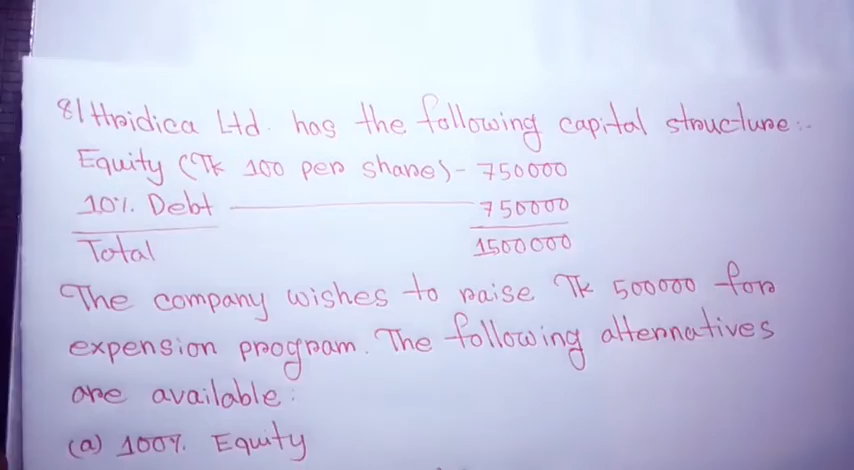 8| Hridica Ltd. has the following capital structure:-
Equity (Tk 100 per share) - 750000
10% Debt 750000
Total 1500000
The company wishes to raise Tk 500000 for
expension program. The following alternatives
are available:
(a) 100% Equity